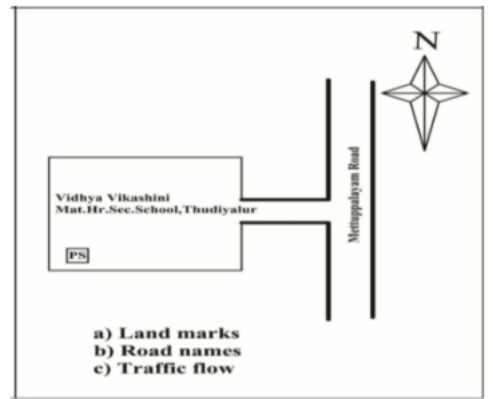 N
Mettuppalayam Road
Vidhya Vikashini
Mat.Hr.Sec.School,Thudiyalur
PS
a) Land marks
b) Road names
c) Traffic flow